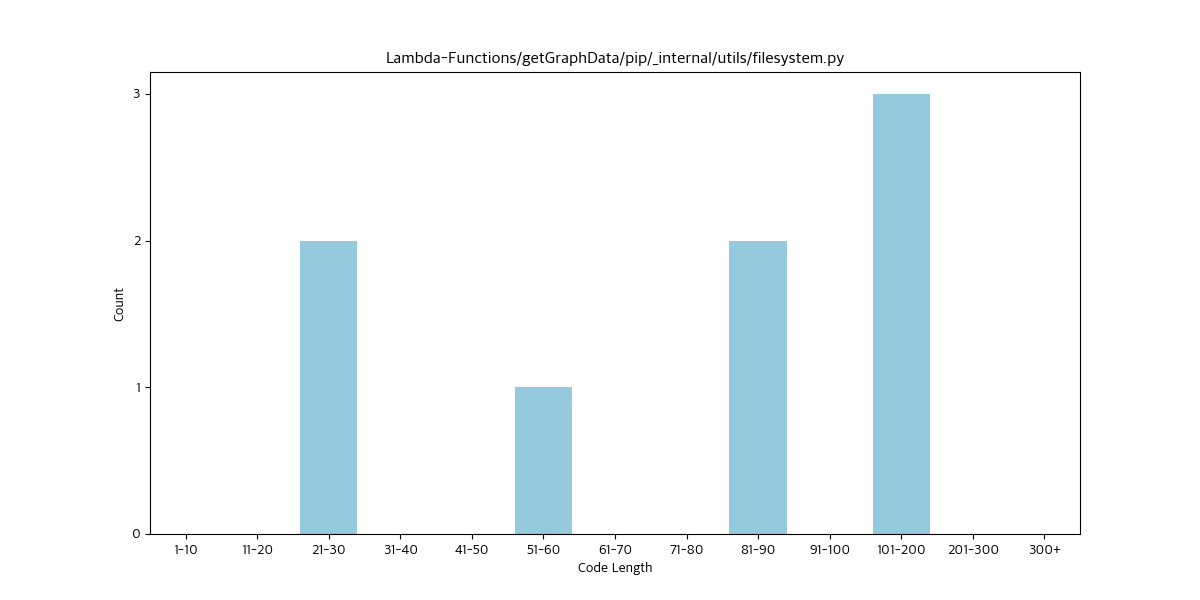 Lambda-Functions/getGraphData/pip/_internal/utils/filesystem.py
3
2
1
0
Count
1-10 11-20 21-30 31-40 41-50 51-60 61-70 71-80 81-90 91-100 101-200 201-300 300+
Code Length